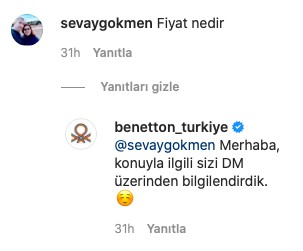 sevaygokmen Fiyat nedir
31h Yanıtla
Yanıtları gizle
benetton_turkiye
@sevaygokmen Merhaba,
konuyla ilgili sizi DM
üzerinden bilgilendirdik.
31h Yanıtla